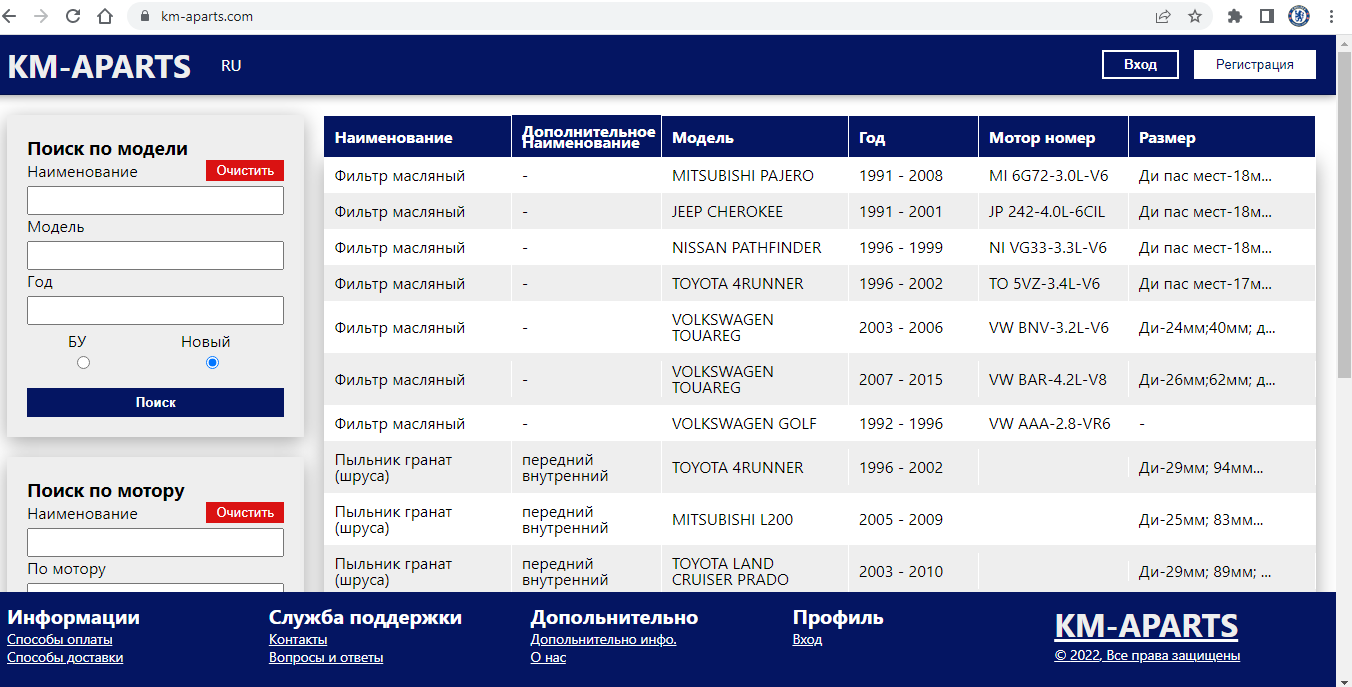 km-aparts.com
KM-APARTS RU Вход Регистрация
Поиск по модели
Наименование Очистить
Модель
Год
БУ Новый
Поиск
Поиск по мотору
Наименование Очистить
По мотору
Наименование Дополнительное Наименование Модель Год Мотор номер Размер
Фильтр масляный - MITSUBISHI PAJERO 1991 - 2008 MI 6G72-3.0L-V6 Ди пас мест-18м...
Фильтр масляный - JEEP CHEROKEE 1991 - 2001 JP 242-4.0L-6CIL Ди пас мест-18м...
Фильтр масляный - NISSAN PATHFINDER 1996 - 1999 NI VG33-3.3L-V6 Ди пас мест-18м...
Фильтр масляный - TOYOTA 4RUNNER 1996 - 2002 TO 5VZ-3.4L-V6 Ди пас мест-17м...
Фильтр масляный - VOLKSWAGEN TOUAREG 2003 - 2006 VW BNV-3.2L-V6 Ди-24мм;40мм; д...
Фильтр масляный - VOLKSWAGEN TOUAREG 2007 - 2015 VW BAR-4.2L-V8 Ди-26мм;62мм; д...
Фильтр масляный - VOLKSWAGEN GOLF 1992 - 1996 VW AAA-2.8-VR6 -
Пыльник гранат (шруса) передний внутренний TOYOTA 4RUNNER 1996 - 2002 Ди-29мм; 94мм...
Пыльник гранат (шруса) передний внутренний MITSUBISHI L200 2005 - 2009 Ди-25мм; 83мм...
Пыльник гранат (шруса) передний внутренний TOYOTA LAND CRUISER PRADO 2003 - 2010 Ди-29мм; 89мм; ...
Информации Служба поддержки Дополнительно Профиль KM-APARTS
Способы оплаты Контакты Допольнительно инфо. Вход
Способы доставки Вопросы и ответы О нас © 2022, Все права защищены